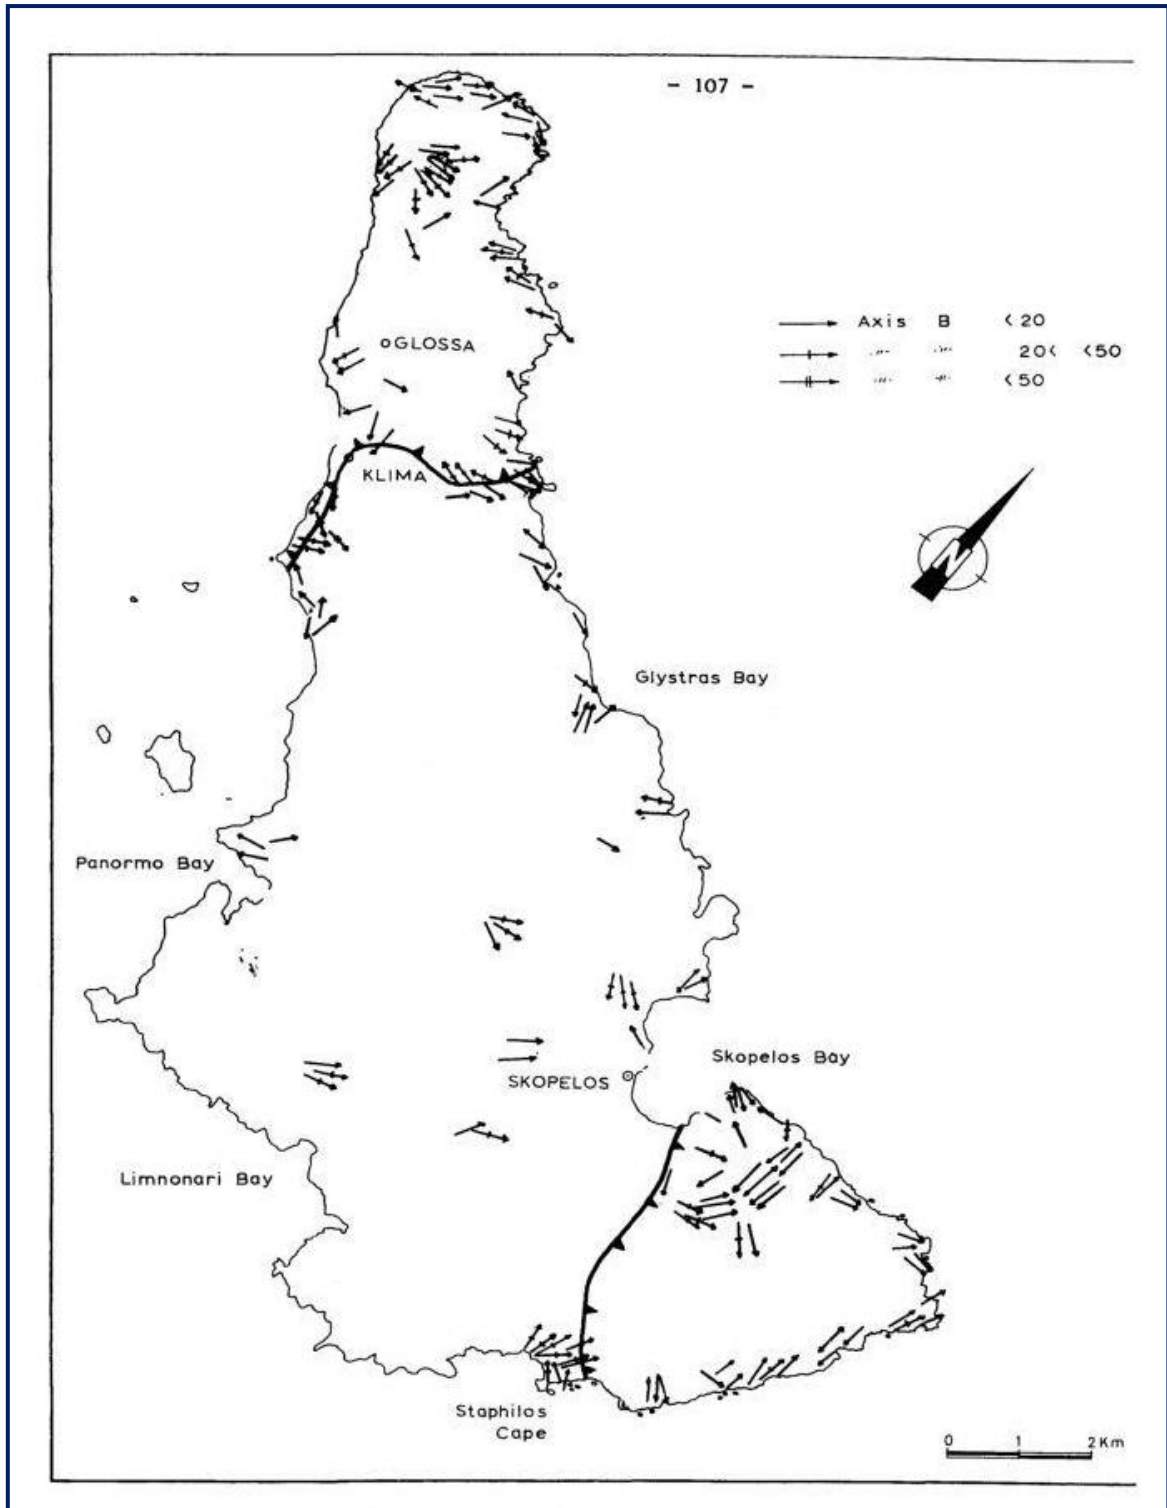 - 107 -
Axis B <20
-"- -"- 20< <50
-"- -"- <50
GLOSSA
KLIMA
N
Glystras Bay
Panormo Bay
Skopelos Bay
SKOPELOS
Limnonari Bay
Staphilos
Cape
0 1 2 Km